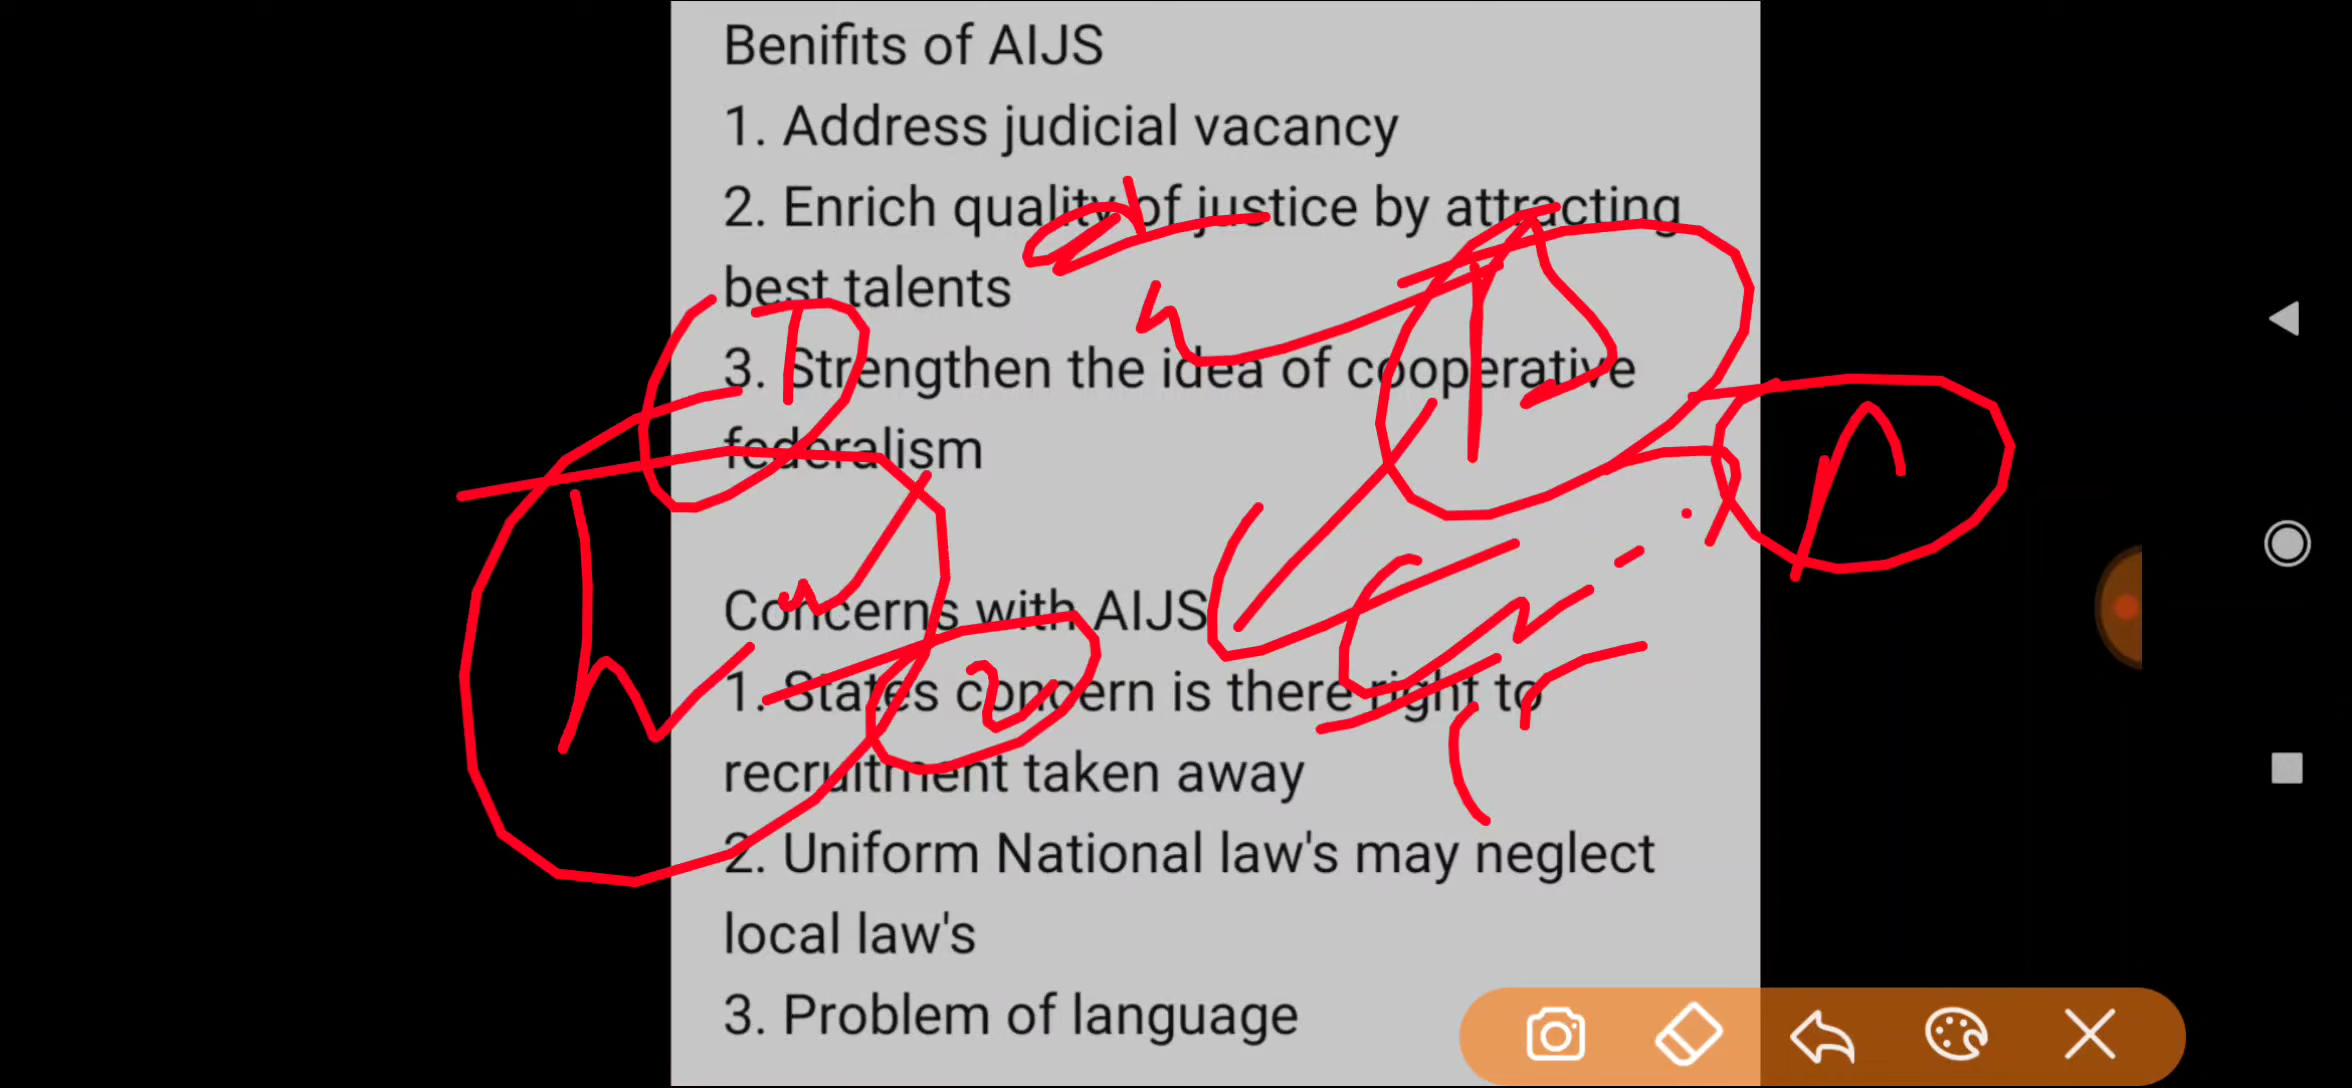 Benifits of AIJS
1. Address judicial vacancy
2. Enrich quality of justice by attracting
best talents
3. Strengthen the idea of cooperative
federalism
Concerns with AIJS
1. States concern is there right to
recruitment taken away
2. Uniform National law's may neglect
local law's
3. Problem of language